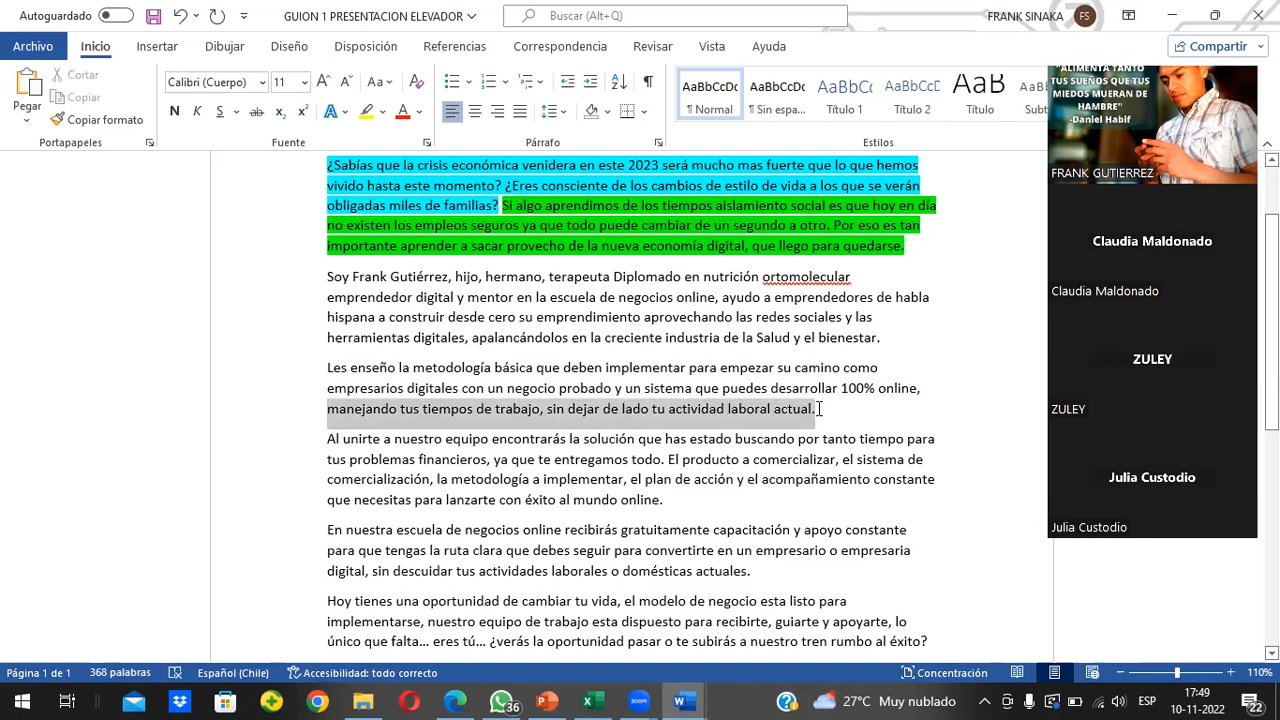 Autoguardado
GUION 1 PRESENTACION ELEVADOR
Buscar (Alt+Q)
FRANK SINAKA
FS
Archivo
Inicio
Insertar
Dibujar
Diseño
Disposición
Referencias
Correspondencia
Revisar
Vista
Ayuda
Compartir
Pegar
Cortar
Copiar
Copiar formato
Portapapeles
Calibri (Cuerpo)
11
Aa
N K S ab x₂ x²
Fuente
Párrafo
AaBbCcDc
¶ Normal
AaBbCcDc
¶ Sin espa...
AaBbCc
Título 1
AaBbCcD
Título 2
AaB
Título
AaB
Subt
Estilos
¿Sabías que la crisis económica venidera en este 2023 será mucho mas fuerte que lo que hemos
vivido hasta este momento? ¿Eres consciente de los cambios de estilo de vida a los que se verán
obligadas miles de familias? Si algo aprendimos de los tiempos aislamiento social es que hoy en día
no existen los empleos seguros ya que todo puede cambiar de un segundo a otro. Por eso es tan
importante aprender a sacar provecho de la nueva economía digital, que llego para quedarse.
Soy Frank Gutiérrez, hijo, hermano, terapeuta Diplomado en nutrición ortomolecular
emprendedor digital y mentor en la escuela de negocios online, ayudo a emprendedores de habla
hispana a construir desde cero su emprendimiento aprovechando las redes sociales y las
herramientas digitales, apalancándolos en la creciente industria de la Salud y el bienestar.
Les enseño la metodología básica que deben implementar para empezar su camino como
empresarios digitales con un negocio probado y un sistema que puedes desarrollar 100% online,
manejando tus tiempos de trabajo, sin dejar de lado tu actividad laboral actual.
Al unirte a nuestro equipo encontrarás la solución que has estado buscando por tanto tiempo para
tus problemas financieros, ya que te entregamos todo. El producto a comercializar, el sistema de
comercialización, la metodología a implementar, el plan de acción y el acompañamiento constante
que necesitas para lanzarte con éxito al mundo online.
En nuestra escuela de negocios online recibirás gratuitamente capacitación y apoyo constante
para que tengas la ruta clara que debes seguir para convertirte en un empresario o empresaria
digital, sin descuidar tus actividades laborales o domésticas actuales.
Hoy tienes una oportunidad de cambiar tu vida, el modelo de negocio esta listo para
implementarse, nuestro equipo de trabajo esta dispuesto para recibirte, guiarte y apoyarte, lo
único que falta… eres tú… ¿verás la oportunidad pasar o te subirás a nuestro tren rumbo al éxito?
"ALIMENTA TANTO
TUS SUEÑOS QUE TUS
MIEDOS MUERAN DE
HAMBRE"
-Daniel Habif
FRANK GUTIERREZ
Claudia Maldonado
Claudia Maldonado
ZULEY
ZULEY
Julia Custodio
Julia Custodio
Página 1 de 1
368 palabras
Español (Chile)
Accesibilidad: todo correcto
Concentración
110%
36
zoom
27°C Muy nublado
ESP
17:49
10-11-2022
22